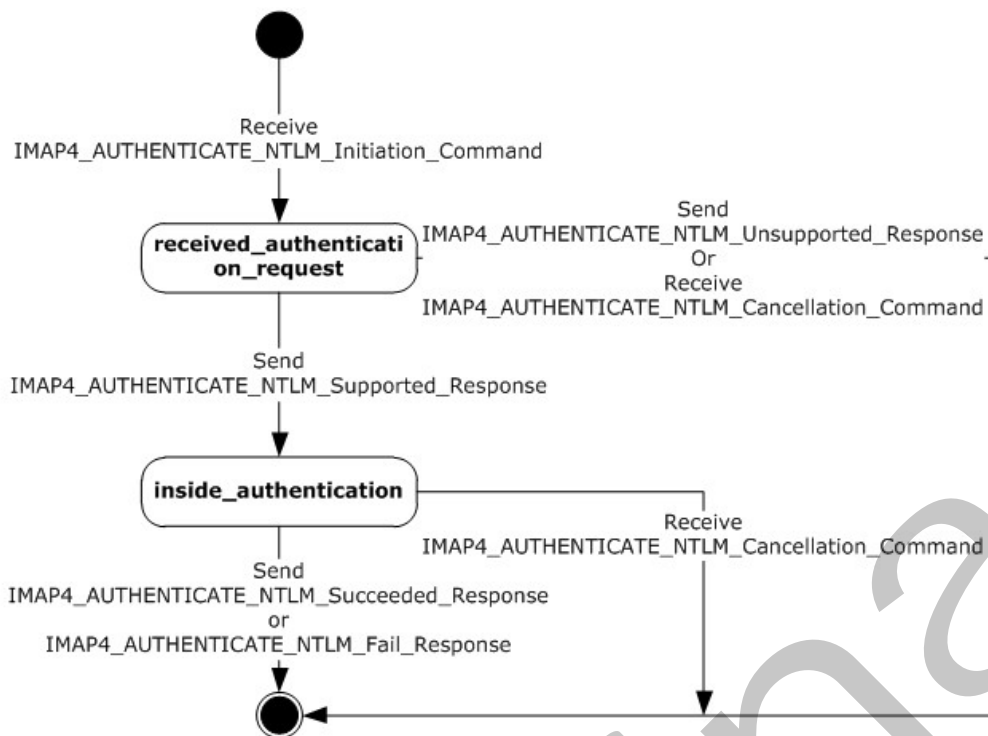 Receive
IMAP4_AUTHENTICATE_NTLM_Initiation_Command
received_authenticati
on_request
Send
IMAP4_AUTHENTICATE_NTLM_Unsupported_Response
Or
Receive
IMAP4_AUTHENTICATE_NTLM_Cancellation_Command
Send
IMAP4_AUTHENTICATE_NTLM_Supported_Response
inside_authentication
Receive
IMAP4_AUTHENTICATE_NTLM_Cancellation_Command
Send
IMAP4_AUTHENTICATE_NTLM_Succeeded_Response
or
IMAP4_AUTHENTICATE_NTLM_Fail_Response